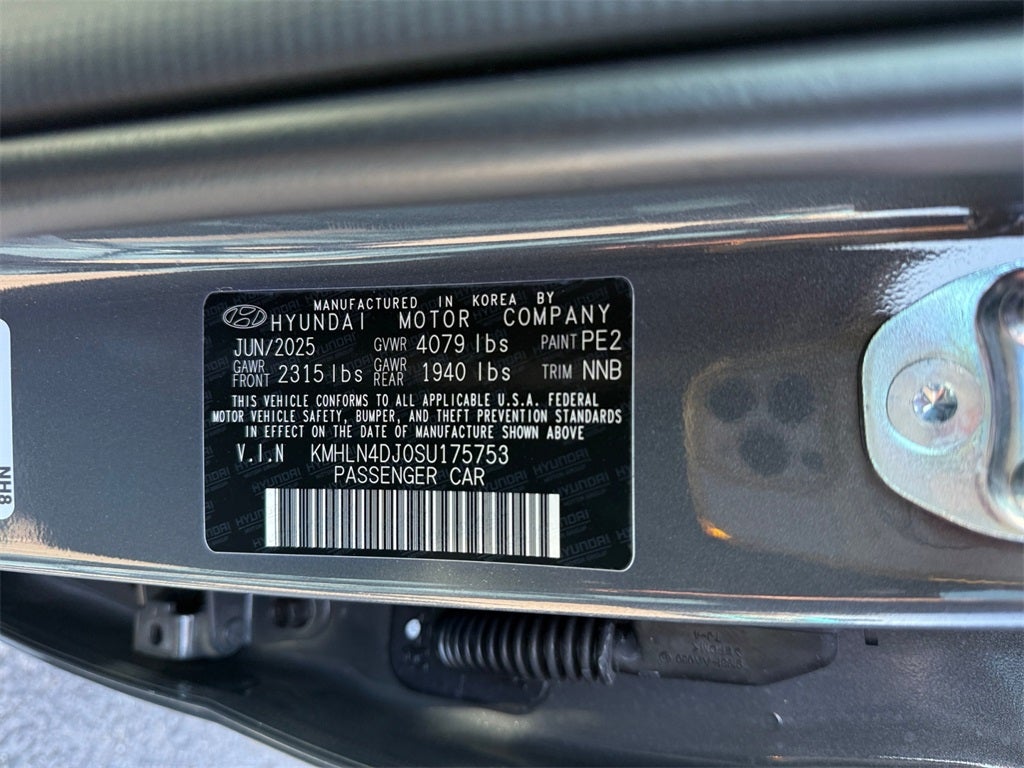 MANUFACTURED IN KOREA BY
HYUNDAI MOTOR COMPANY
JUN/2025 GVWR 4079 lbs PAINT PE2
GAWR FRONT 2315 lbs GAWR REAR 1940 lbs TRIM NNB
THIS VEHICLE CONFORMS TO ALL APPLICABLE U.S.A. FEDERAL
MOTOR VEHICLE SAFETY, BUMPER, AND THEFT PREVENTION STANDARDS
IN EFFECT ON THE DATE OF MANUFACTURE SHOWN ABOVE
V.I.N KMHLN4DJ0SU175753
PASSENGER CAR
NH8